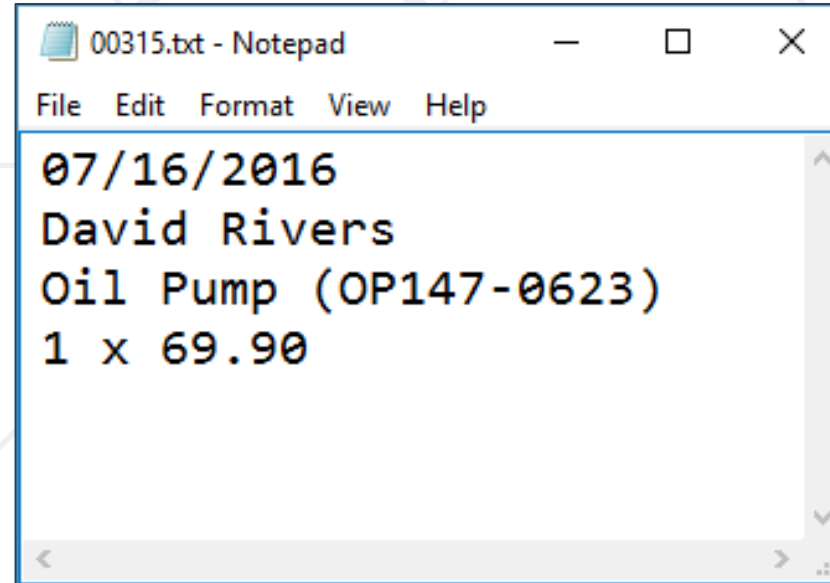 00315.txt - Notepad
File Edit Format View Help
07/16/2016
David Rivers
Oil Pump (OP147-0623)
1 x 69.90